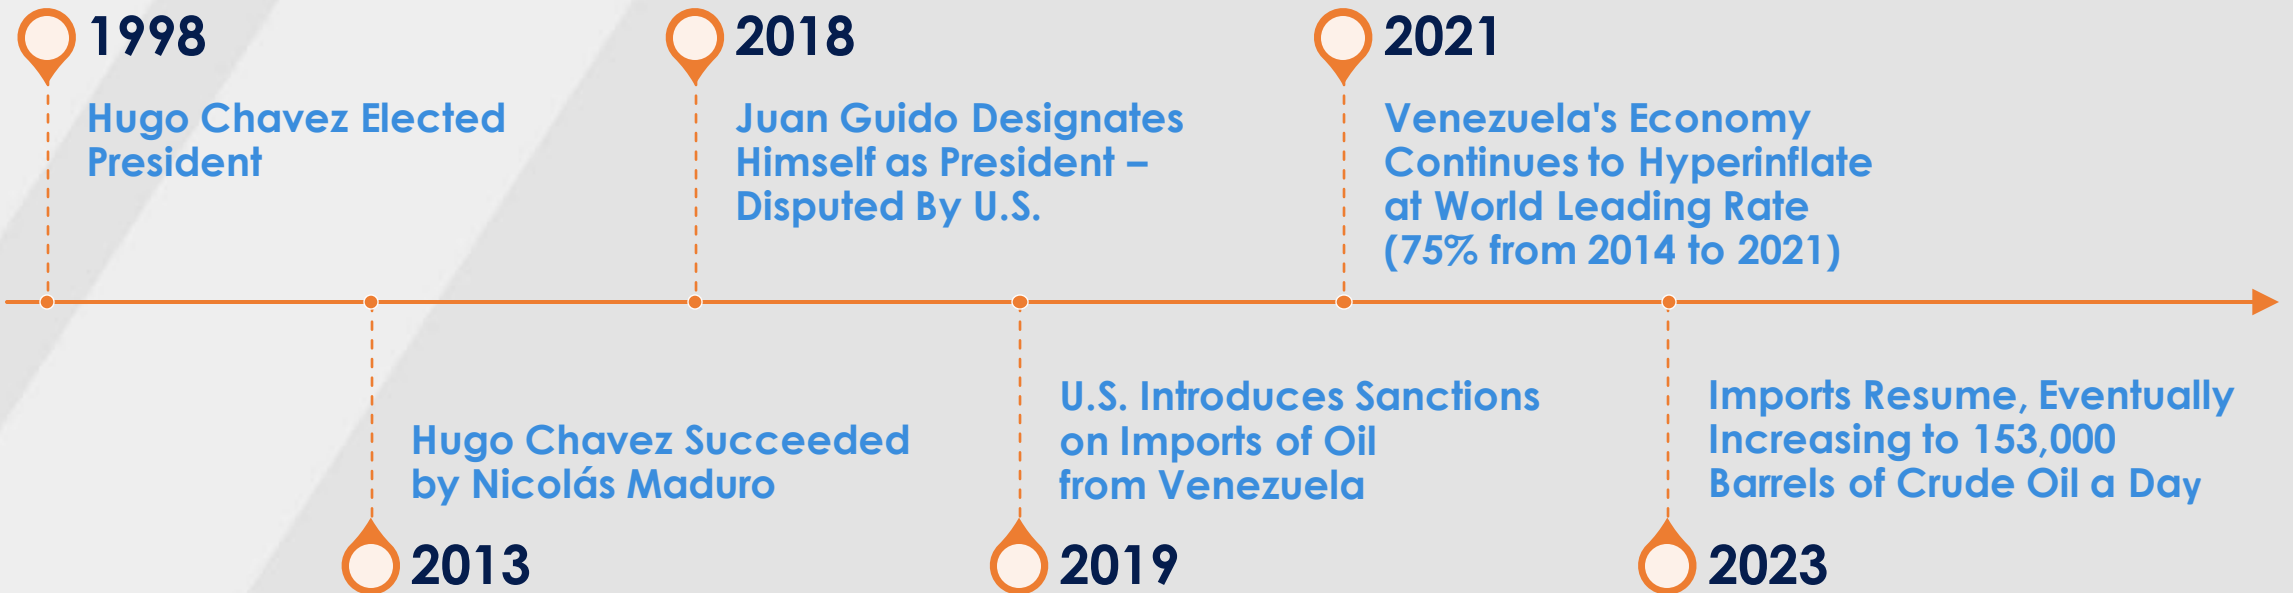 1998
Hugo Chavez Elected
President
2013
Hugo Chavez Succeeded
by Nicolás Maduro
2018
Juan Guido Designates
Himself as President –
Disputed By U.S.
2019
U.S. Introduces Sanctions
on Imports of Oil
from Venezuela
2021
Venezuela's Economy
Continues to Hyperinflate
at World Leading Rate
(75% from 2014 to 2021)
2023
Imports Resume, Eventually
Increasing to 153,000
Barrels of Crude Oil a Day